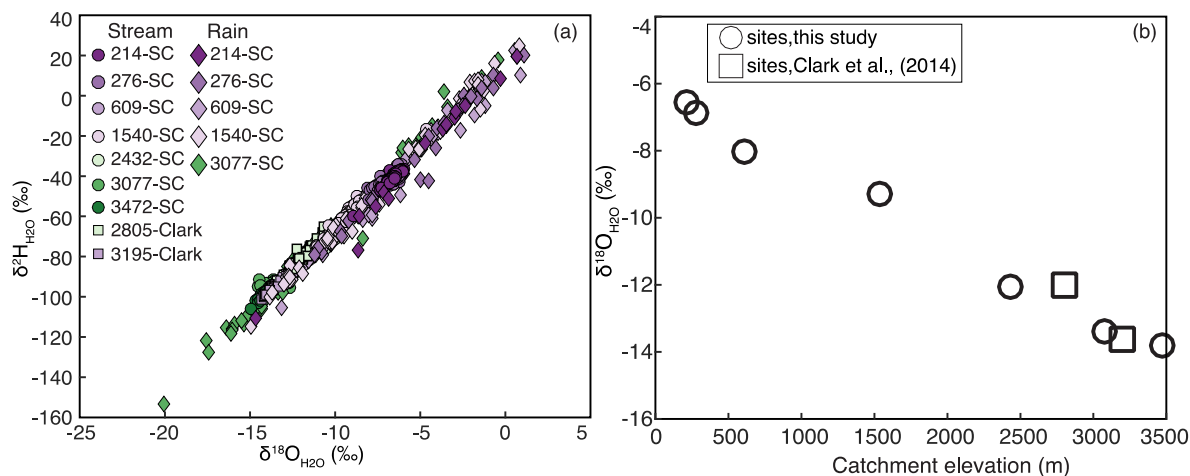 (a)
Stream Rain
214-SC 214-SC
276-SC 276-SC
609-SC 609-SC
1540-SC 1540-SC
2432-SC 3077-SC
3077-SC
3472-SC
2805-Clark
3195-Clark
40
20
0
-20
-40
-60
-80
-100
-120
-140
-160
δ²H_H2O (‰)
-25 -20 -15 -10 -5 0 5
δ¹⁸O_H2O (‰)
(b)
sites,this study
sites,Clark et al., (2014)
-4
-6
-8
-10
-12
-14
-16
δ¹⁸O_H2O (‰)
0 500 1000 1500 2000 2500 3000 3500
Catchment elevation (m)